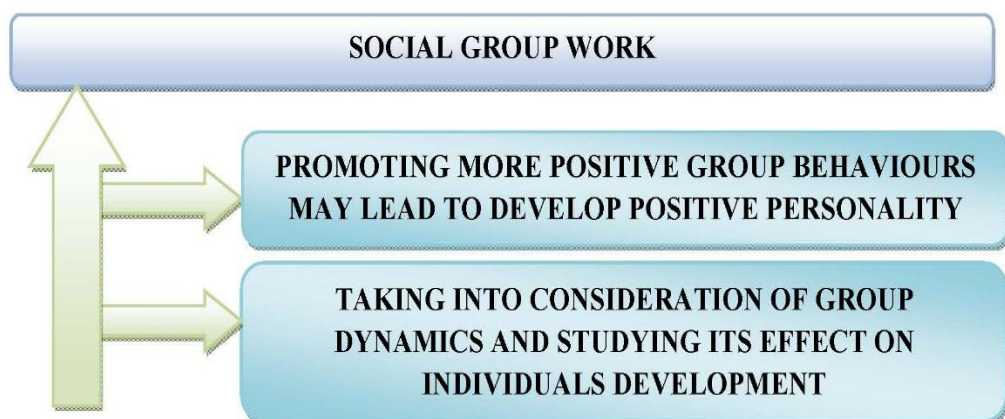 SOCIAL GROUP WORK
PROMOTING MORE POSITIVE GROUP BEHAVIOURS
MAY LEAD TO DEVELOP POSITIVE PERSONALITY
TAKING INTO CONSIDERATION OF GROUP
DYNAMICS AND STUDYING ITS EFFECT ON
INDIVIDUALS DEVELOPMENT